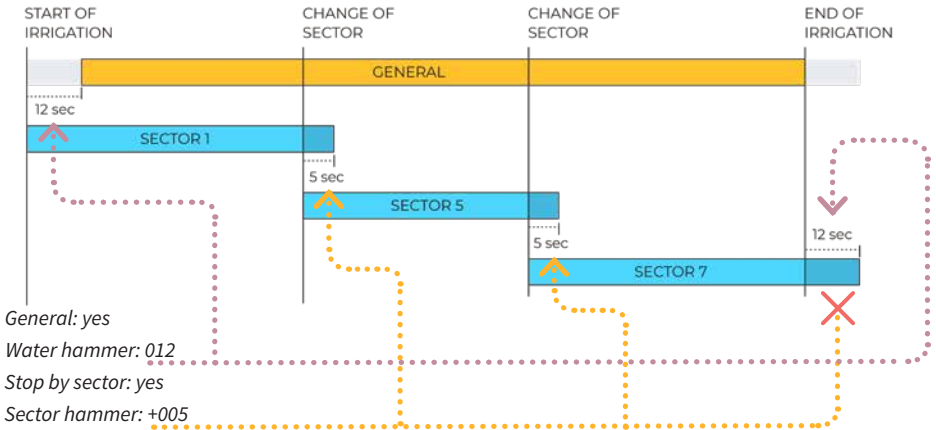 START OF
IRRIGATION
CHANGE OF
SECTOR
CHANGE OF
SECTOR
END OF
IRRIGATION
GENERAL
12 sec
SECTOR 1
5 sec
SECTOR 5
5 sec
12 sec
SECTOR 7
General: yes
Water hammer: 012
Stop by sector: yes
Sector hammer: +005